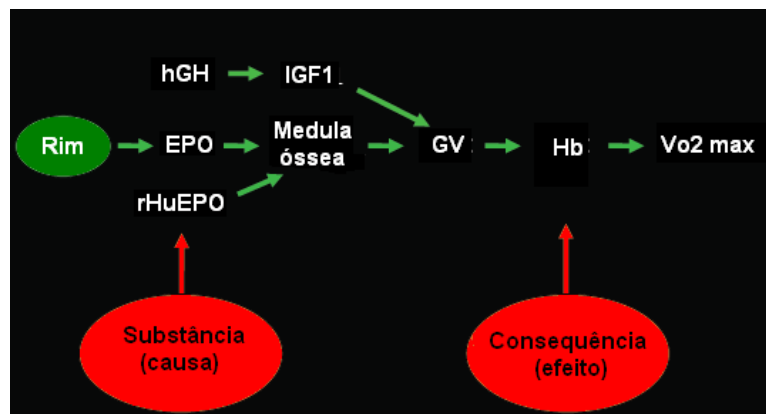 hGH
IGF1
Rim
EPO
Medula
óssea
GV
Hb
Vo2 max
rHuEPO
Substância
(causa)
Consequência
(efeito)